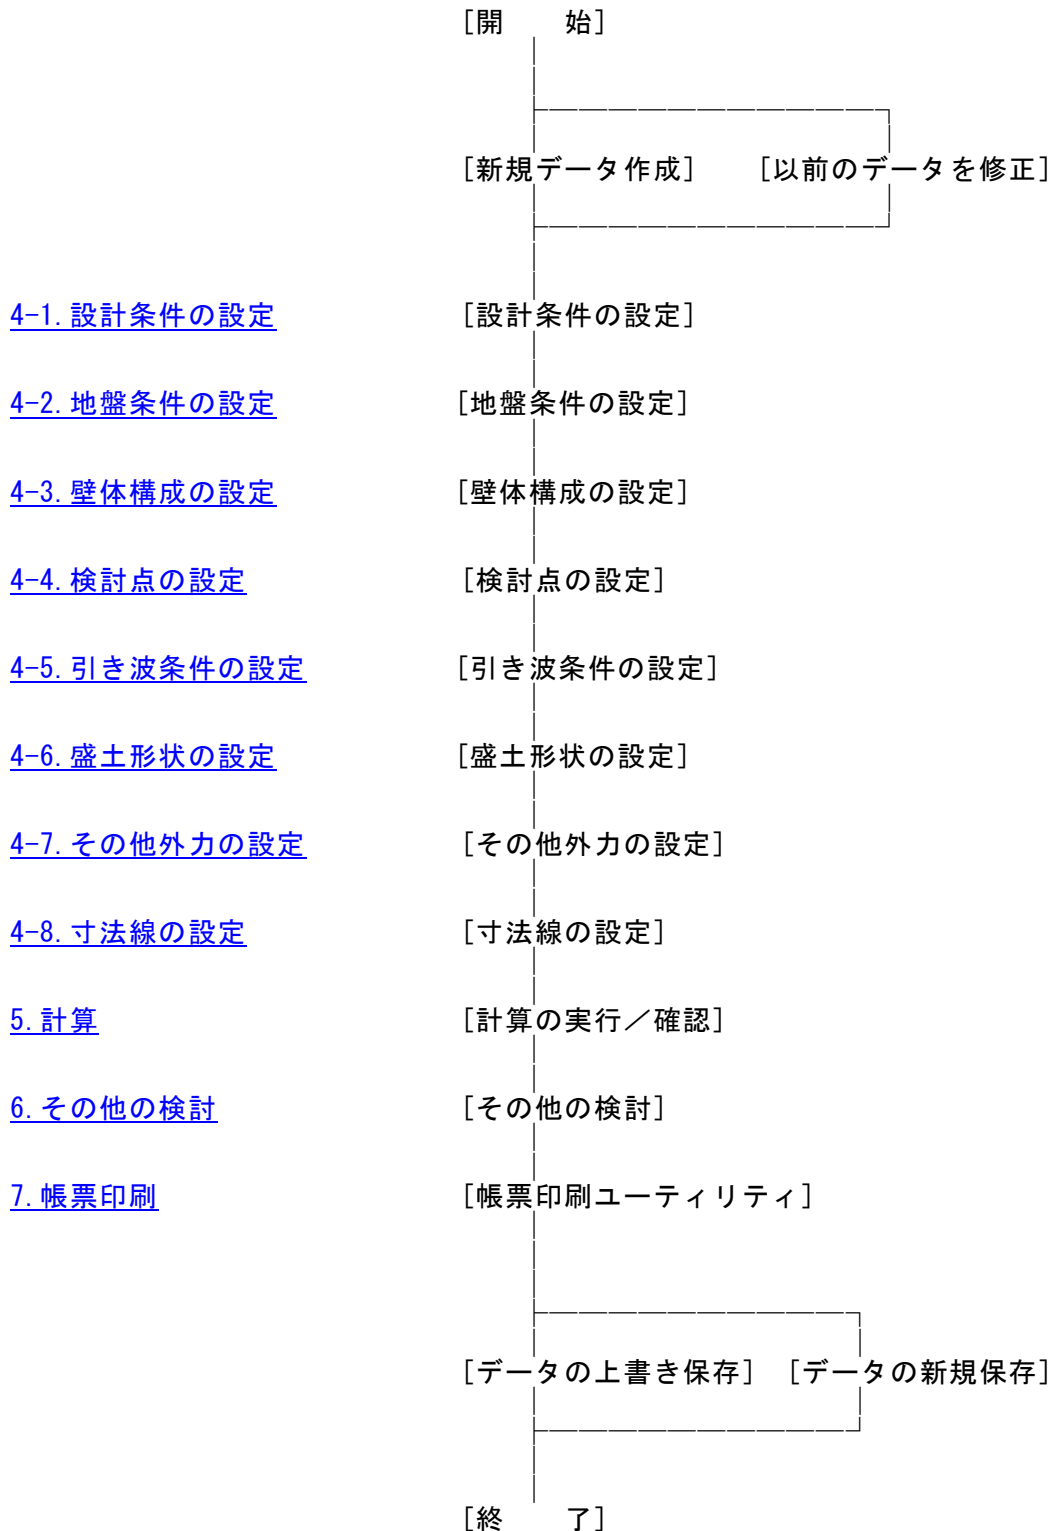 [開　　始]
[新規データ作成]　　[以前のデータを修正]
4-1.設計条件の設定　　[設計条件の設定]
4-2.地盤条件の設定　　[地盤条件の設定]
4-3.壁体構成の設定　　[壁体構成の設定]
4-4.検討点の設定　　[検討点の設定]
4-5.引き波条件の設定　　[引き波条件の設定]
4-6.盛土形状の設定　　[盛土形状の設定]
4-7.その他外力の設定　　[その他外力の設定]
4-8.寸法線の設定　　[寸法線の設定]
5.計算　　[計算の実行／確認]
6.その他の検討　　[その他の検討]
7.帳票印刷　　[帳票印刷ユーティリティ]
[データの上書き保存]　[データの新規保存]
[終　　了]